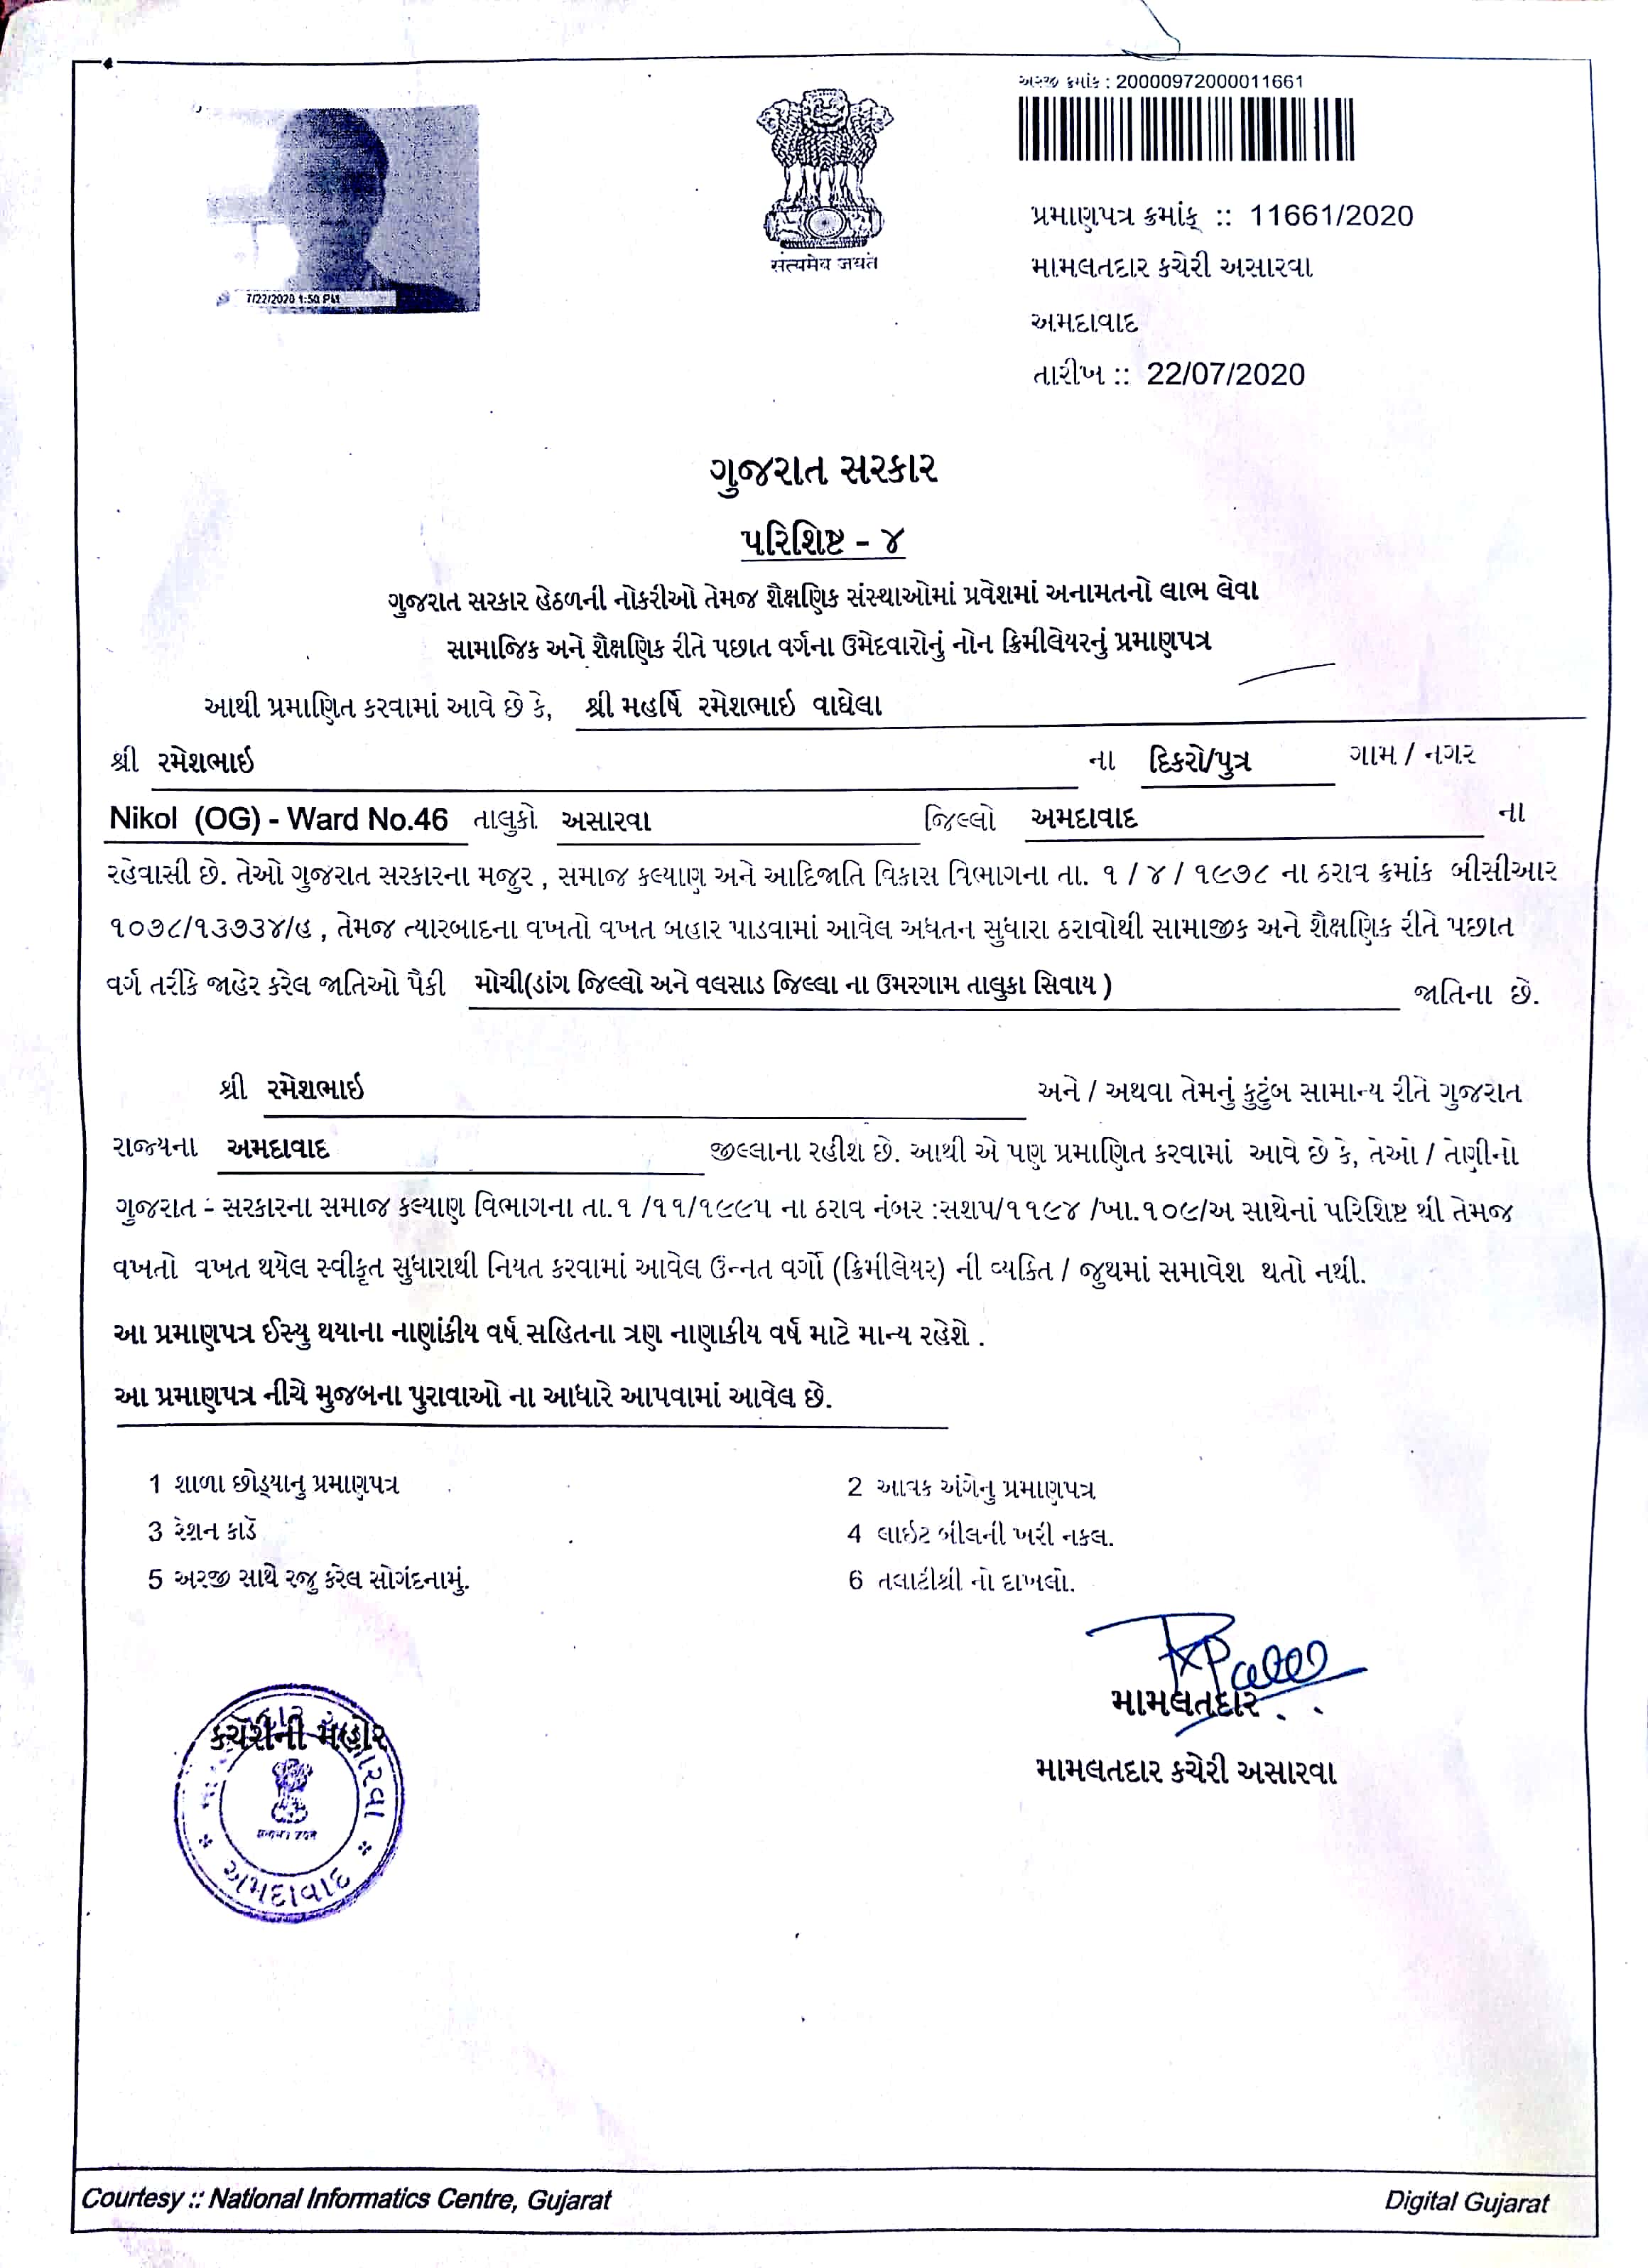 અરજી ક્રમાંક : 20000972000011661
પ્રમાણપત્ર ક્રમાંક્ :: 11661/2020
મામલતદાર કચેરી અસારવા
અમદાવાદ
તારીખ :: 22/07/2020
7/22/2020 1:50 PM
सत्यमेव जयते
ગુજરાત સરકાર
પરિશિષ્ટ - ૪
ગુજરાત સરકાર હેઠળની નોકરીઓ તેમજ શૈક્ષણિક સંસ્થાઓમાં પ્રવેશમાં અનામતનો લાભ લેવા
સામાજિક અને શૈક્ષણિક રીતે પછાત વર્ગના ઉમેદવારોનું નોન ક્રિમીલેયરનું પ્રમાણપત્ર
આથી પ્રમાણિત કરવામાં આવે છે કે, શ્રી મહર્ષિ રમેશભાઇ વાઘેલા
શ્રી રમેશભાઇ ના દિકરો/પુત્ર ગામ / નગર
Nikol (OG) - Ward No.46 તાલુકો અસારવા જિલ્લો અમદાવાદ ના
રહેવાસી છે. તેઓ ગુજરાત સરકારના મજુર , સમાજ કલ્યાણ અને આદિજાતિ વિકાસ વિભાગના તા. ૧ / ૪ / ૧૯૭૮ ના ઠરાવ ક્રમાંક બીસીઆર
૧૦૭૮/૧૩૭૩૪/હ , તેમજ ત્યારબાદના વખતો વખત બહાર પાડવામાં આવેલ અધતન સુધારા ઠરાવોથી સામાજીક અને શૈક્ષણિક રીતે પછાત
વર્ગ તરીકે જાહેર કરેલ જાતિઓ પૈકી મોચી(ડાંગ જિલ્લો અને વલસાડ જિલ્લા ના ઉમરગામ તાલુકા સિવાય ) જાતિના છે.
શ્રી રમેશભાઇ અને / અથવા તેમનું કુટુંબ સામાન્ય રીતે ગુજરાત
રાજ્યના અમદાવાદ જીલ્લાના રહીશ છે. આથી એ પણ પ્રમાણિત કરવામાં આવે છે કે, તેઓ / તેણીનો
ગુજરાત - સરકારના સમાજ કલ્યાણ વિભાગના તા.૧ /૧૧/૧૯૯૫ ના ઠરાવ નંબર :સશપ/૧૧૯૪ /ખા.૧૦૯/અ સાથેનાં પરિશિષ્ટ થી તેમજ
વખતો વખત થયેલ સ્વીકૃત સુધારાથી નિયત કરવામાં આવેલ ઉન્નત વર્ગો (ક્રિમીલેયર) ની વ્યકિત / જુથમાં સમાવેશ થતો નથી.
આ પ્રમાણપત્ર ઈસ્યુ થયાના નાણાંકીય વર્ષ સહિતના ત્રણ નાણાકીય વર્ષ માટે માન્ય રહેશે .
આ પ્રમાણપત્ર નીચે મુજબના પુરાવાઓ ના આધારે આપવામાં આવેલ છે.
1 શાળા છોડ્યાનુ પ્રમાણપત્ર 2 આવક અંગેનુ પ્રમાણપત્ર
3 રેશન કાર્ડ 4 લાઇટ બીલની ખરી નકલ.
5 અરજી સાથે રજુ કરેલ સોગંદનામું. 6 તલાટીશ્રી નો દાખલો.
મામલતદાર
મામલતદાર કચેરી અસારવા
કચેરીની મહોર
અમદાવાદ
Courtesy :: National Informatics Centre, Gujarat Digital Gujarat